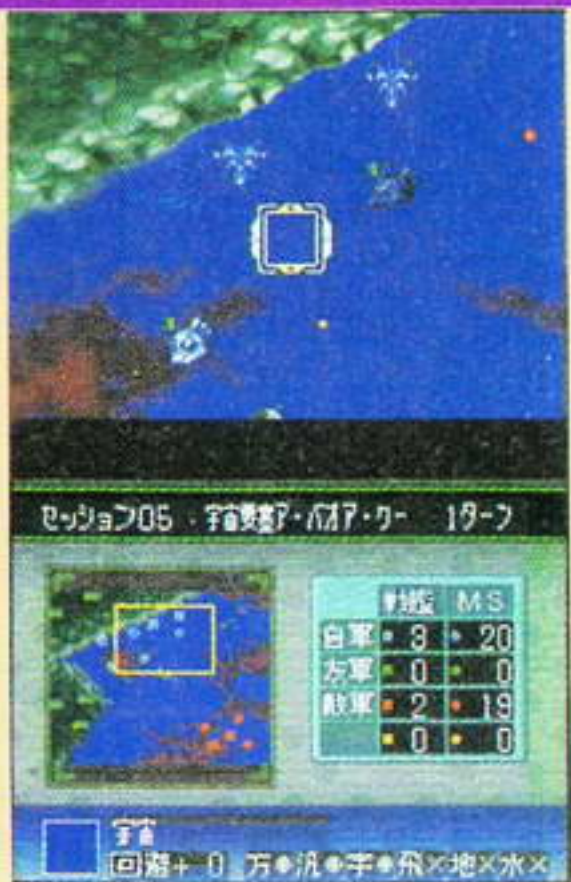 セッション05・宇宙要塞ア・バオア・クー 1ターン
戦艦 MS
自軍 3 20
友軍 0 0
敵軍 2 19
0 0
宇宙
回避+ 0 万●汎●宇●飛×地×水×